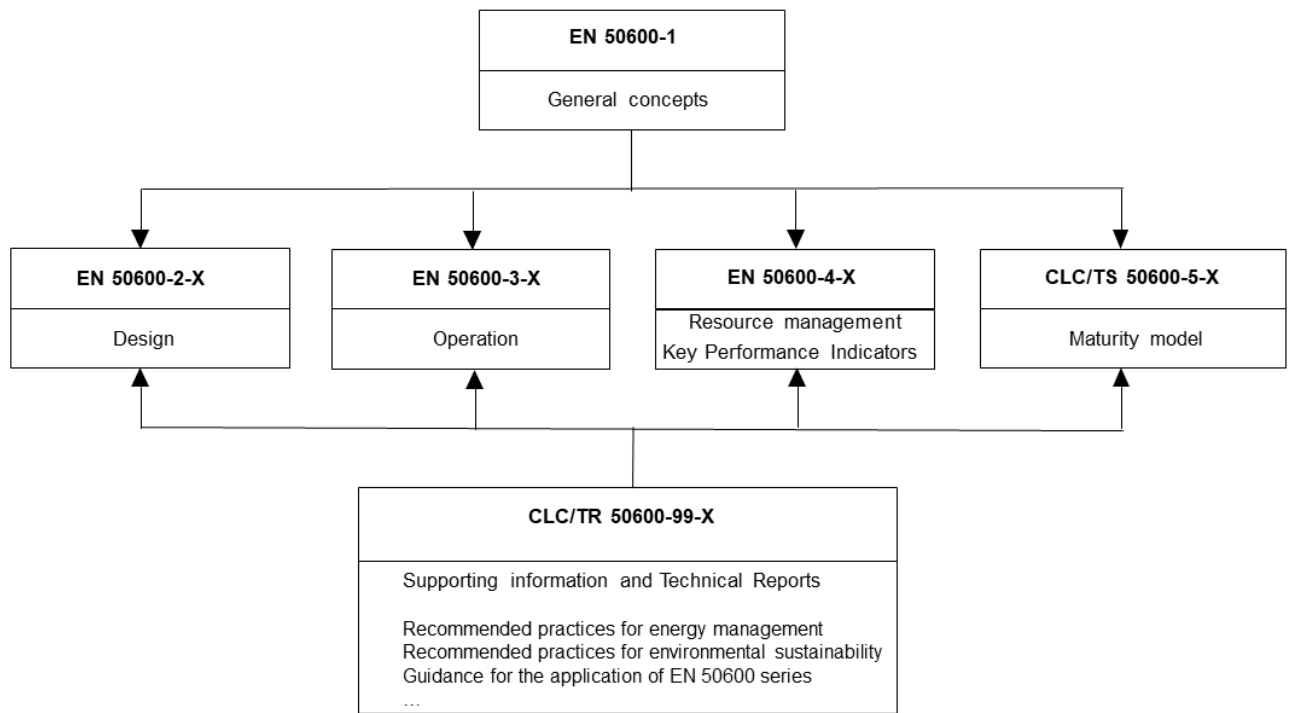 EN 50600-1
General concepts
EN 50600-2-X
Design
EN 50600-3-X
Operation
EN 50600-4-X
Resource management
Key Performance Indicators
CLC/TS 50600-5-X
Maturity model
CLC/TR 50600-99-X
Supporting information and Technical Reports
Recommended practices for energy management
Recommended practices for environmental sustainability
Guidance for the application of EN 50600 series
...